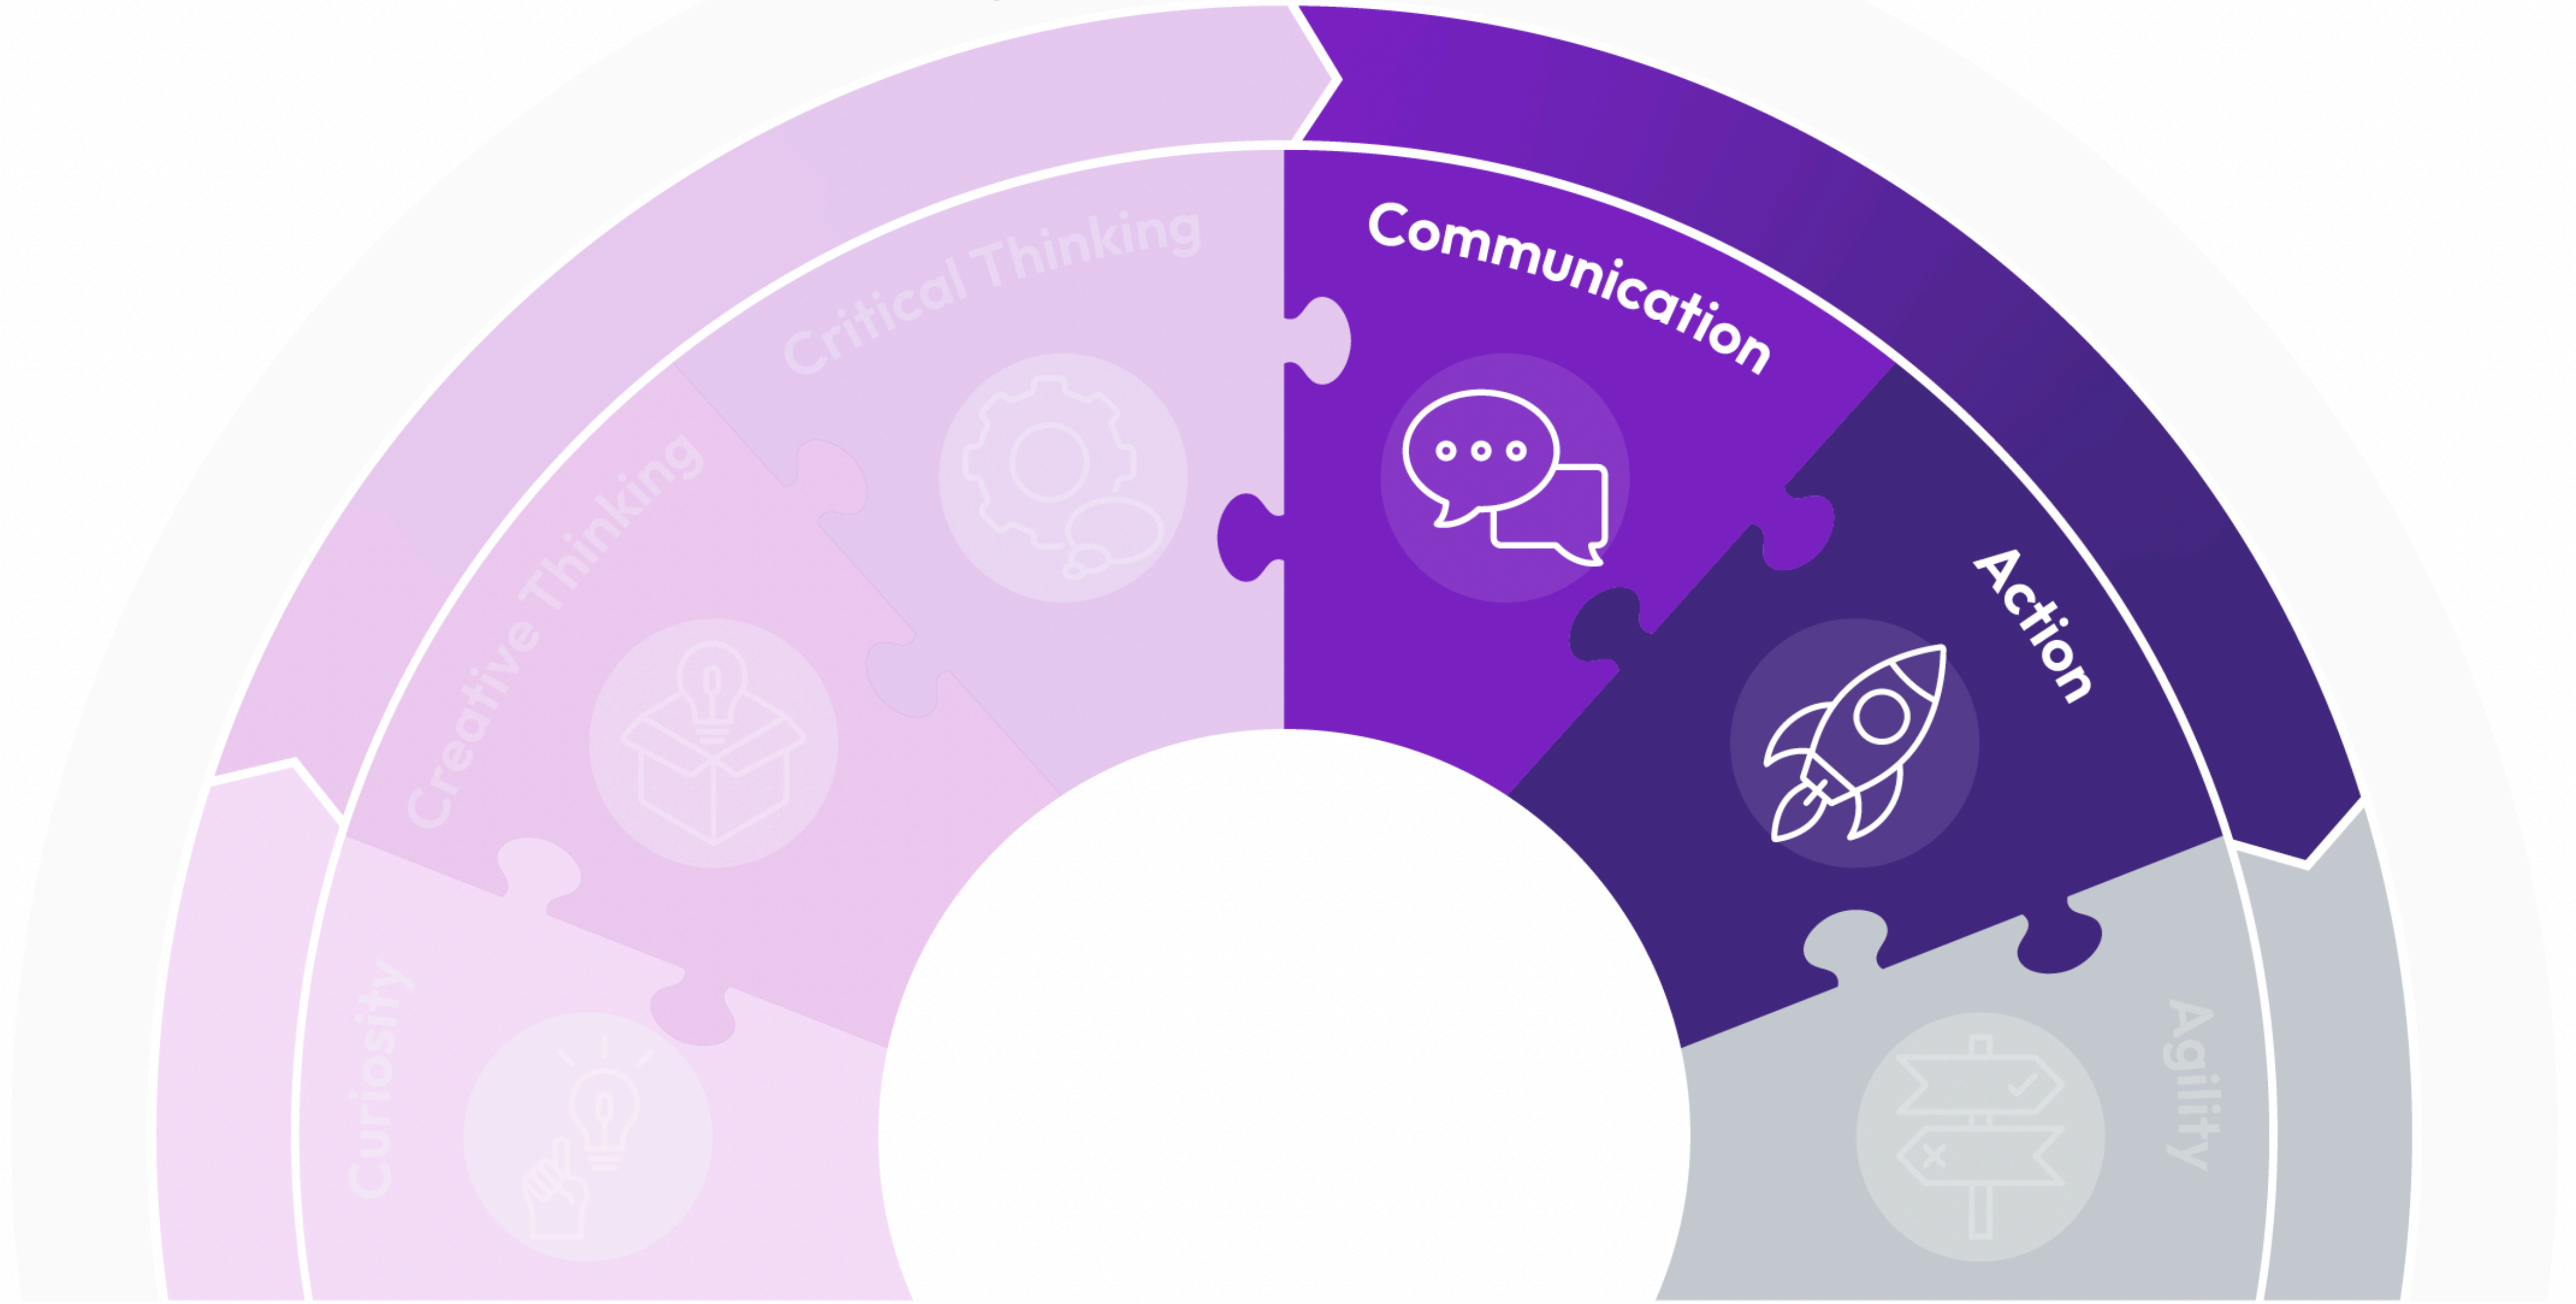 Curiosity
Creative Thinking
Critical Thinking
Communication
Action
Agility